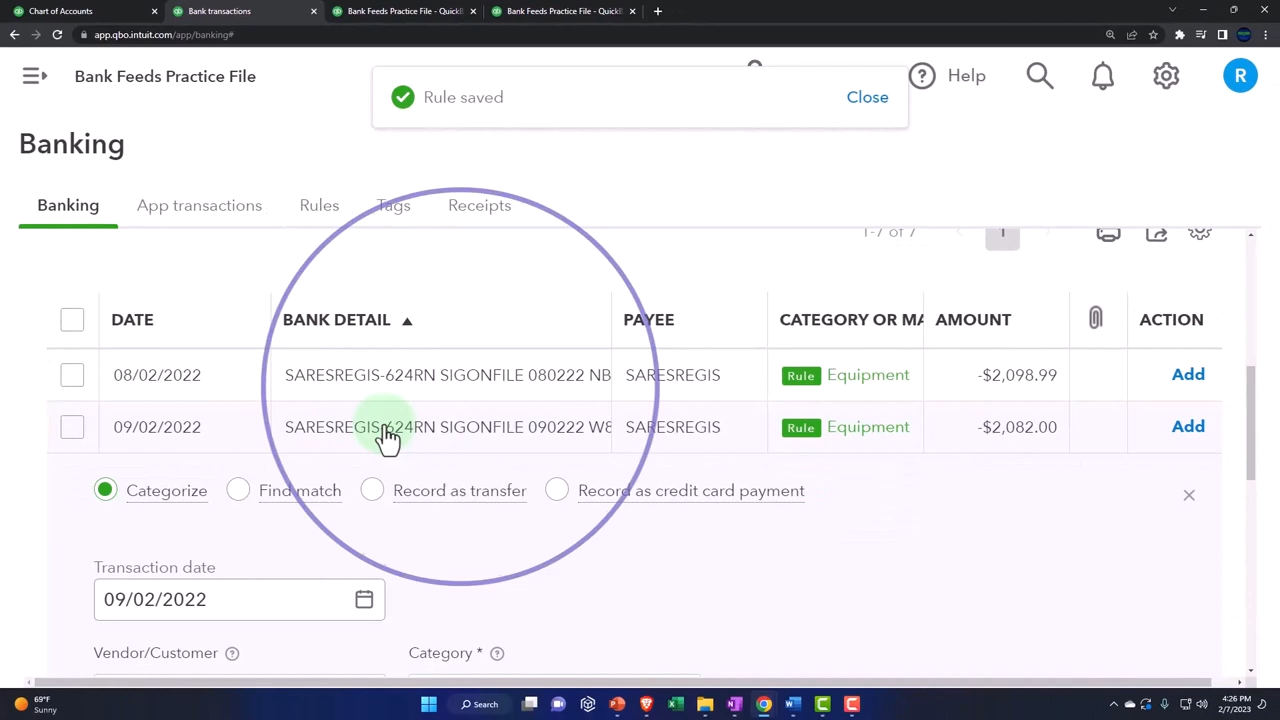 Chart of Accounts
Bank transactions
Bank Feeds Practice File - QuickB
Bank Feeds Practice File - QuickB
app.qbo.intuit.com/app/banking#
Bank Feeds Practice File
Rule saved
Close
Help
R
Banking
Banking
App transactions
Rules
Tags
Receipts
1-7 of 7
1
DATE
BANK DETAIL
PAYEE
CATEGORY OR MA
AMOUNT
ACTION
08/02/2022 SARESREGIS-624RN SIGONFILE 080222 NB SARESREGIS Rule Equipment -$2,098.99 Add
09/02/2022 SARESREGIS-624RN SIGONFILE 090222 W8 SARESREGIS Rule Equipment -$2,082.00 Add
Categorize
Find match
Record as transfer
Record as credit card payment
Transaction date
09/02/2022
Vendor/Customer
Category *
69°F
Sunny
Search
4:26 PM
2/7/2023